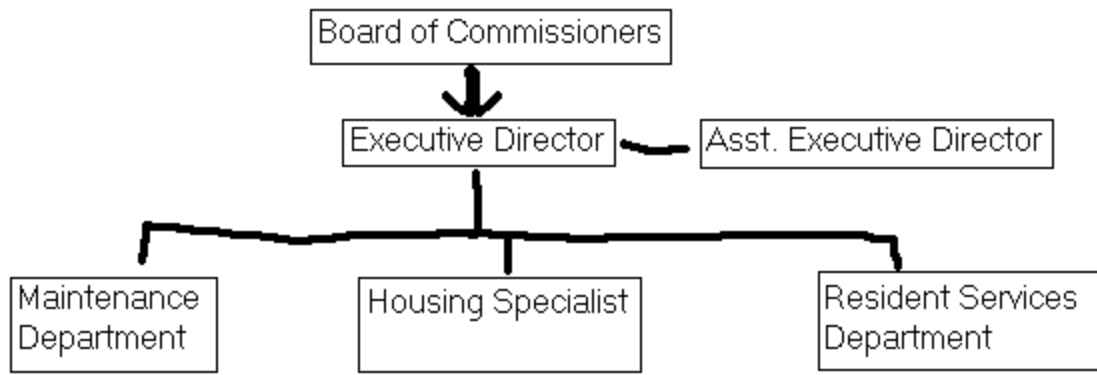 Board of Commissioners
Executive Director
Asst. Executive Director
Maintenance
Department
Housing Specialist
Resident Services
Department